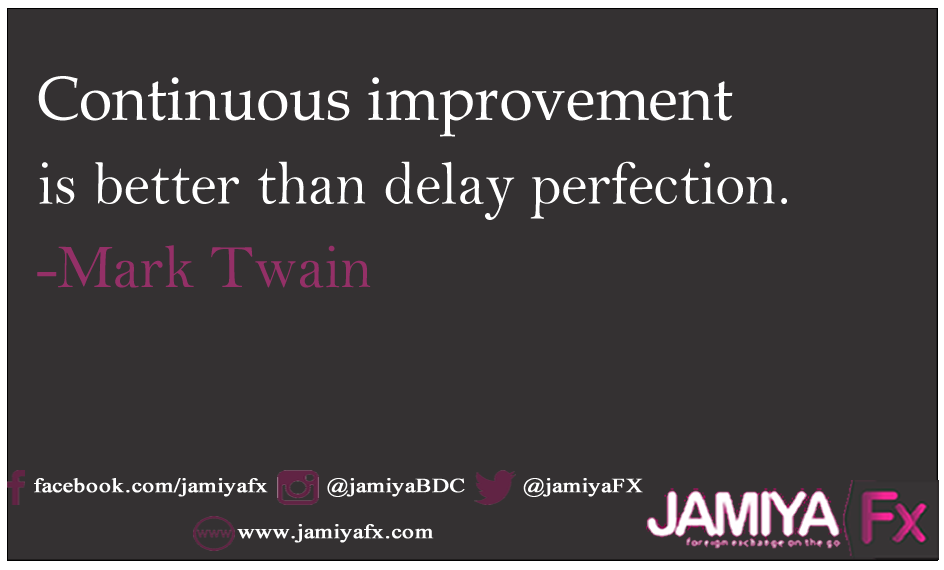 Continuous improvement
is better than delay perfection.
-Mark Twain
facebook.com/jamiyafx @jamiyaBDC @jamiyaFX
www www.jamiyafx.com
JAMIYA Fx
foreign exchange on the go